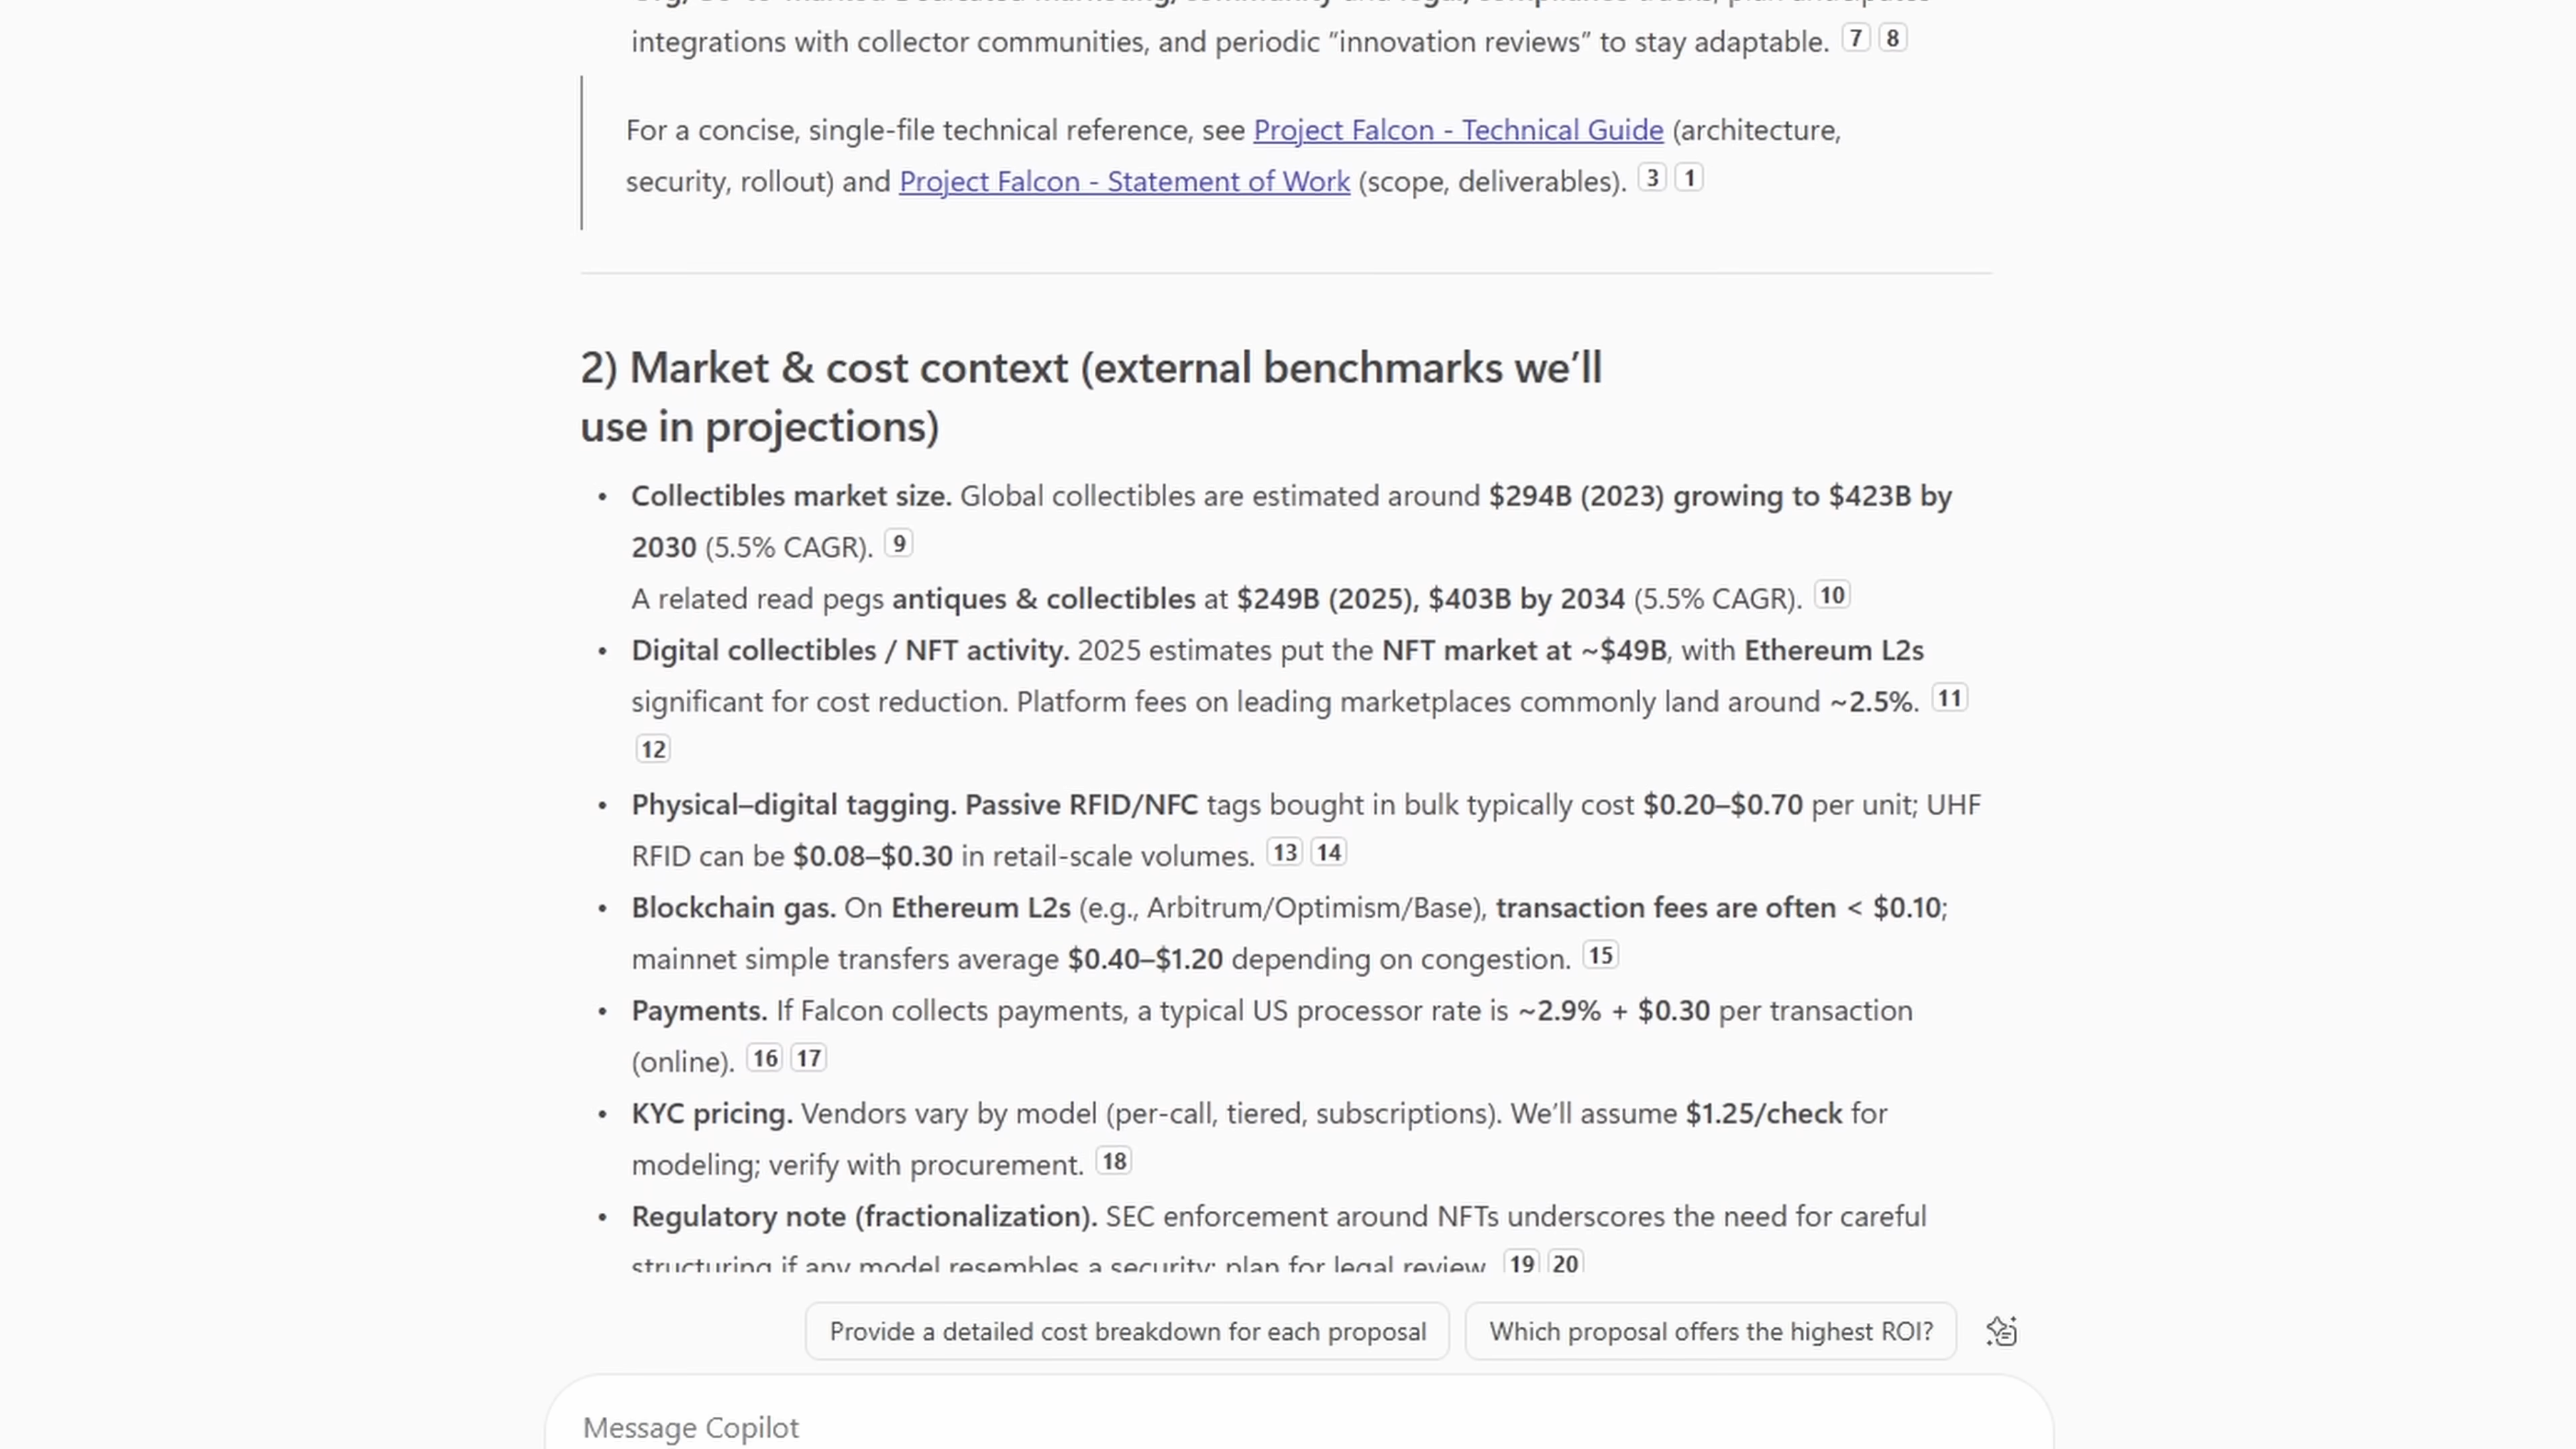 integrations with collector communities, and periodic “innovation reviews” to stay adaptable. 7 8
For a concise, single-file technical reference, see Project Falcon - Technical Guide (architecture,
security, rollout) and Project Falcon - Statement of Work (scope, deliverables). 3 1
2) Market & cost context (external benchmarks we’ll
use in projections)
• Collectibles market size. Global collectibles are estimated around $294B (2023) growing to $423B by
2030 (5.5% CAGR). 9
A related read pegs antiques & collectibles at $249B (2025), $403B by 2034 (5.5% CAGR). 10
• Digital collectibles / NFT activity. 2025 estimates put the NFT market at ~$49B, with Ethereum L2s
significant for cost reduction. Platform fees on leading marketplaces commonly land around ~2.5%. 11
12
• Physical–digital tagging. Passive RFID/NFC tags bought in bulk typically cost $0.20–$0.70 per unit; UHF
RFID can be $0.08–$0.30 in retail-scale volumes. 13 14
• Blockchain gas. On Ethereum L2s (e.g., Arbitrum/Optimism/Base), transaction fees are often < $0.10;
mainnet simple transfers average $0.40–$1.20 depending on congestion. 15
• Payments. If Falcon collects payments, a typical US processor rate is ~2.9% + $0.30 per transaction
(online). 16 17
• KYC pricing. Vendors vary by model (per-call, tiered, subscriptions). We’ll assume $1.25/check for
modeling; verify with procurement. 18
• Regulatory note (fractionalization). SEC enforcement around NFTs underscores the need for careful
structuring if any model resembles a security; plan for legal review. 19 20
Provide a detailed cost breakdown for each proposal
Which proposal offers the highest ROI?
Message Copilot